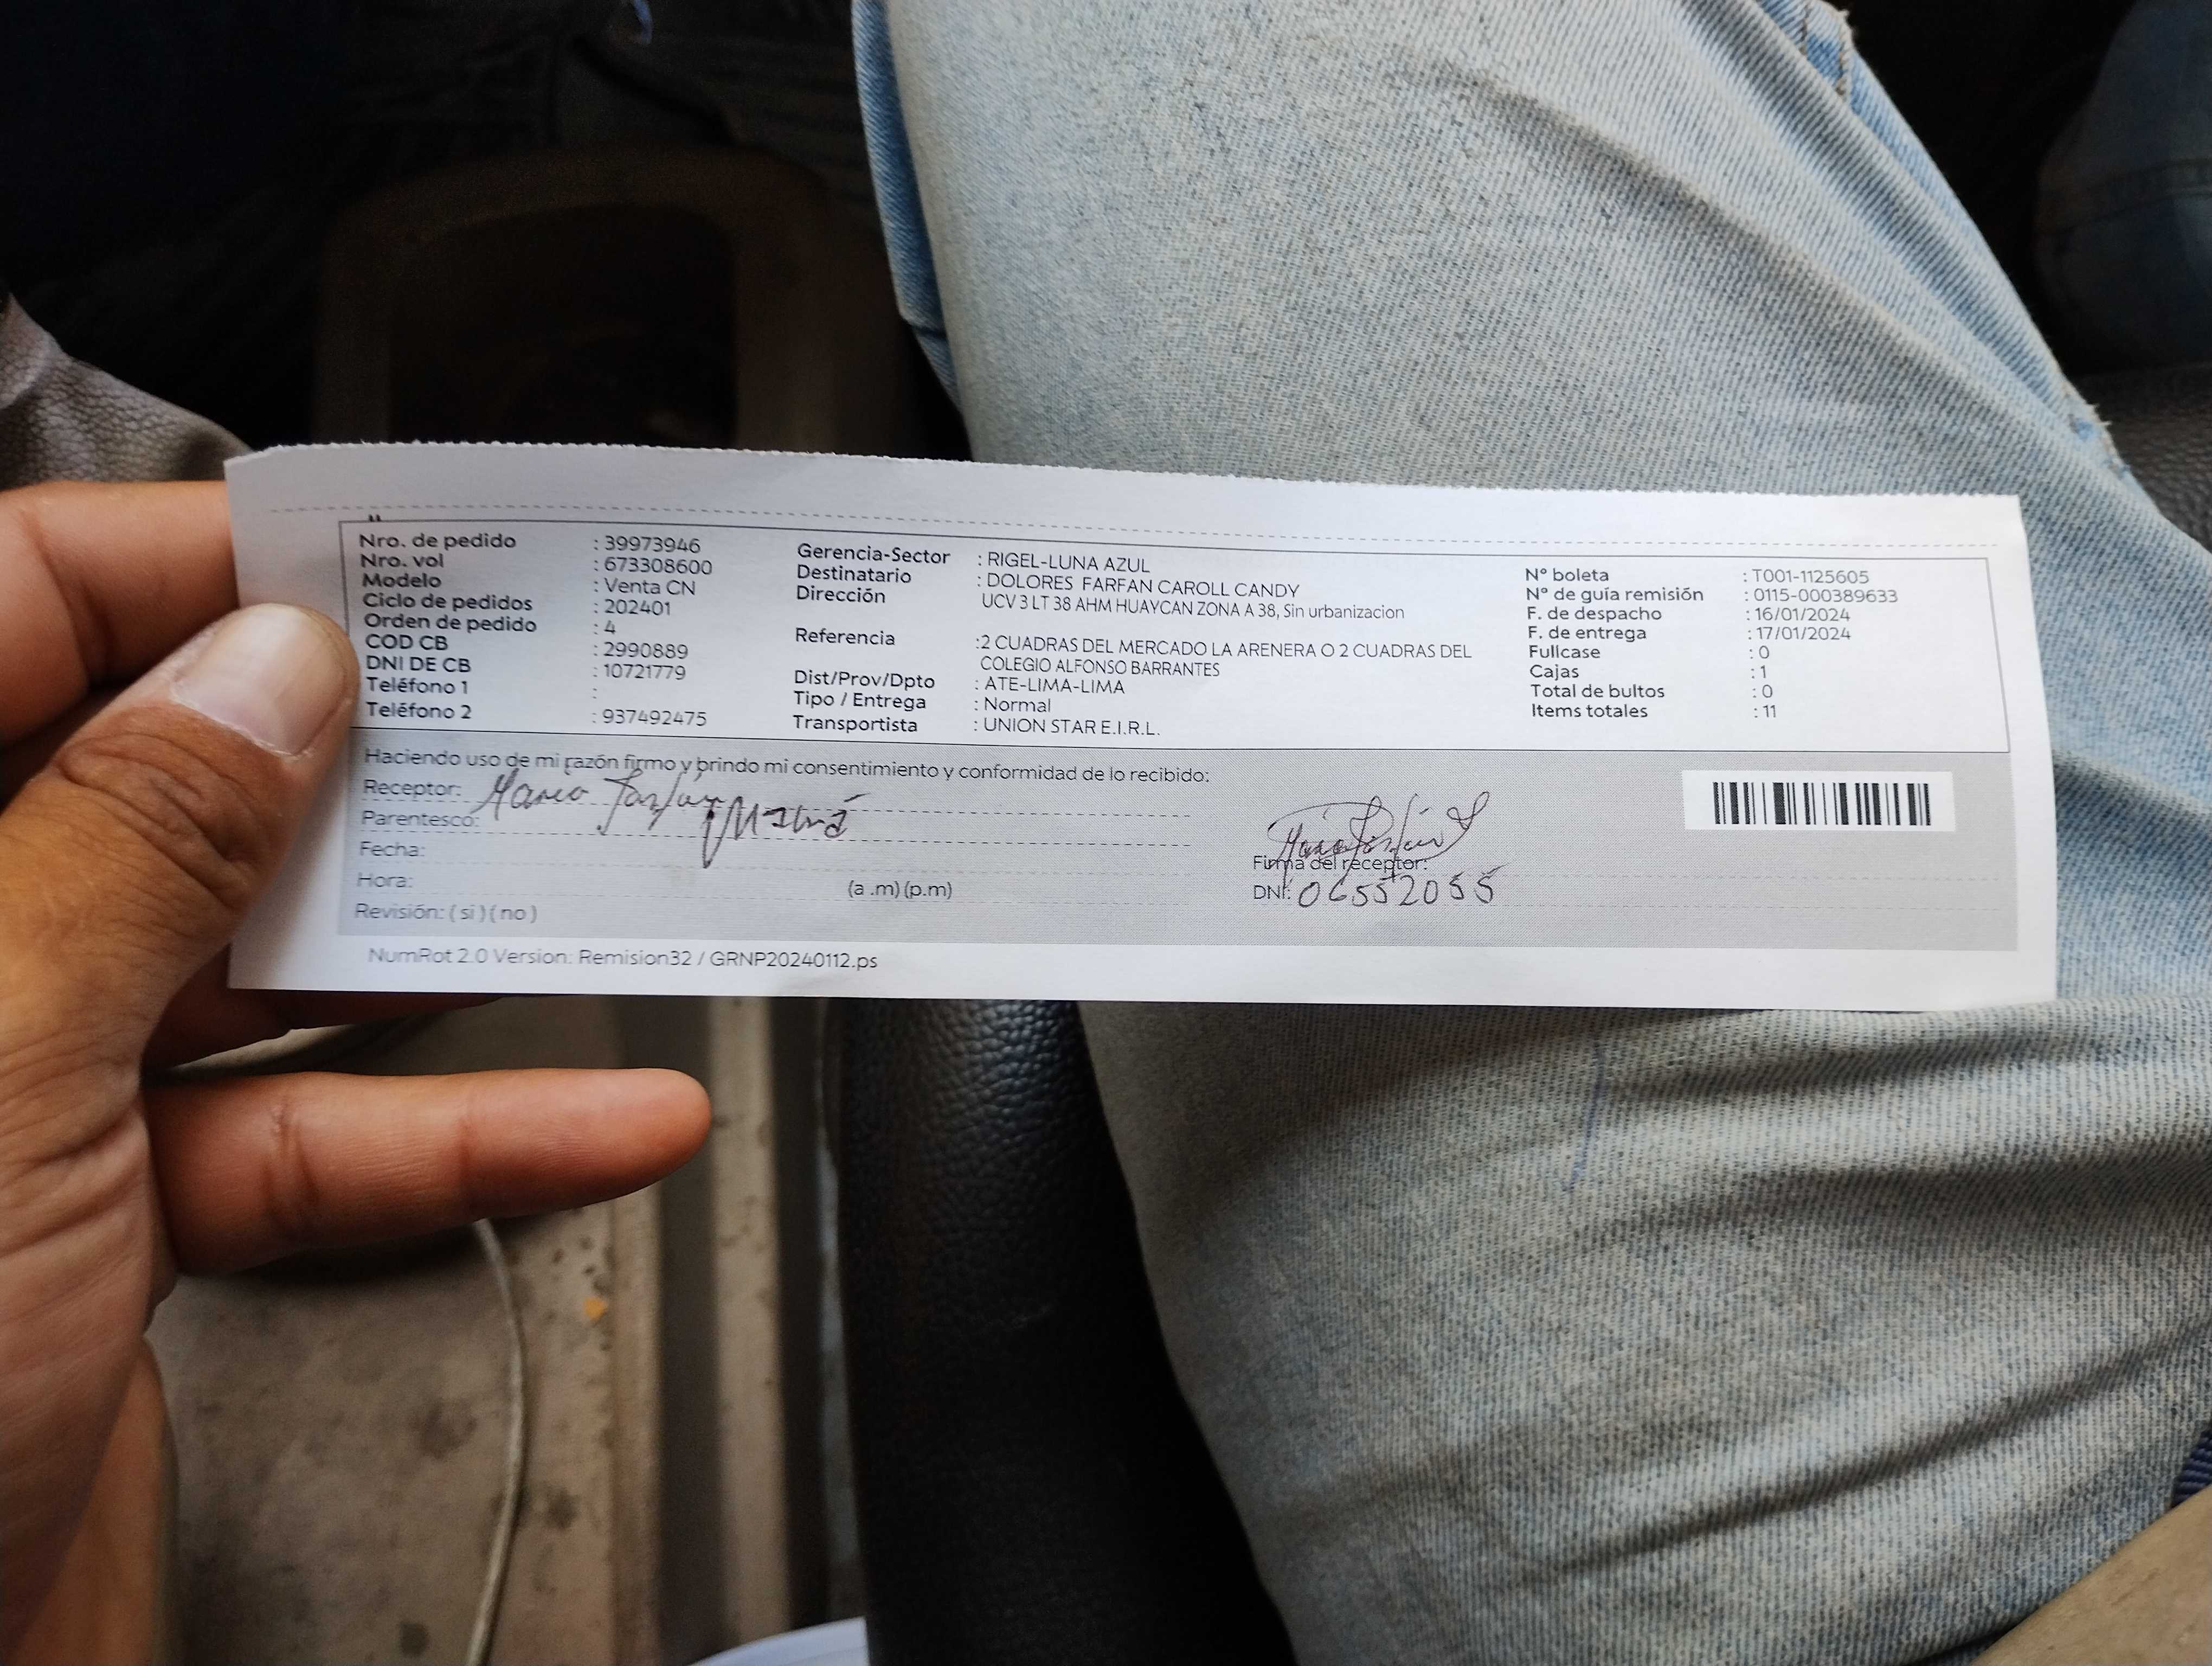 Nro. de pedido : 39973946
Nro. vol : 673308600
Modelo : Venta CN
Ciclo de pedidos : 202401
Orden de pedido : 4
COD CB : 2990889
DNI DE CB : 10721779
Teléfono 1 :
Teléfono 2 : 937492475
Gerencia-Sector : RIGEL-LUNA AZUL
Destinatario : DOLORES FARFAN CAROLL CANDY
Dirección UCV 3 LT 38 AHM HUAYCAN ZONA A 38, Sin urbanizacion
Referencia :2 CUADRAS DEL MERCADO LA ARENERA O 2 CUADRAS DEL
COLEGIO ALFONSO BARRANTES
Dist/Prov/Dpto : ATE-LIMA-LIMA
Tipo / Entrega : Normal
Transportista : UNION STAR E.I.R.L.
N° boleta : T001-1125605
N° de guía remisión : 0115-000389633
F. de despacho : 16/01/2024
F. de entrega : 17/01/2024
Fullcase : 0
Cajas : 1
Total de bultos : 0
Items totales : 11
Haciendo uso de mi razón firmo y brindo mi consentimiento y conformidad de lo recibido:
Receptor:
Parentesco: Mamá
Fecha:
Hora: (a .m) (p.m)
Revisión: ( si ) ( no )
Firma del receptor:
DNI: 06552055
NumRot 2.0 Version: Remision32 / GRNP20240112.ps